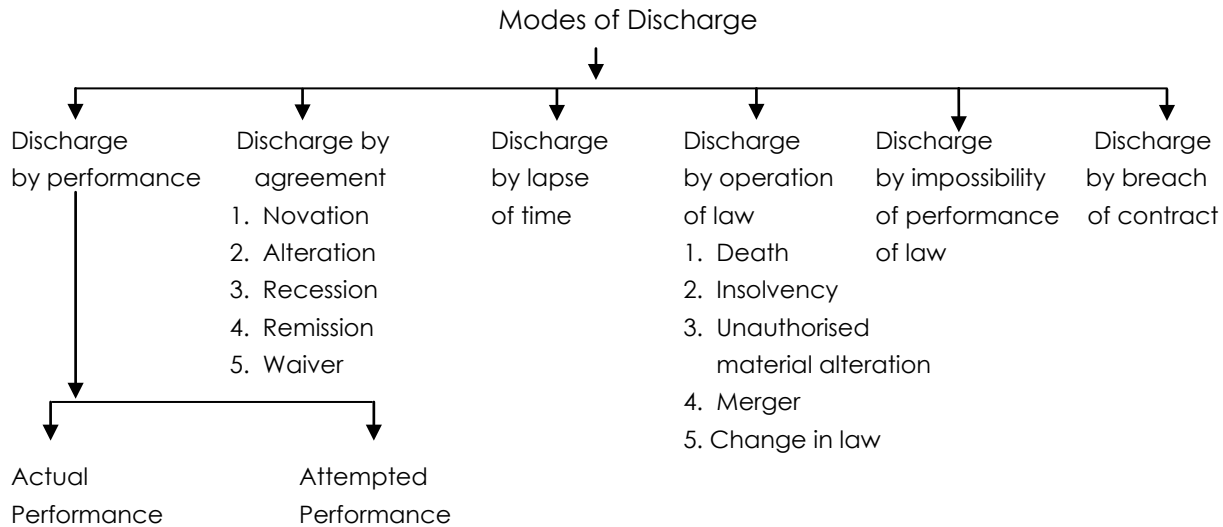 Modes of Discharge
Discharge
by performance
Discharge by
agreement
1. Novation
2. Alteration
3. Recession
4. Remission
5. Waiver
Discharge
by lapse
of time
Discharge
by operation
of law
1. Death
2. Insolvency
3. Unauthorised
material alteration
4. Merger
5. Change in law
Discharge
by impossibility
of performance
of law
Discharge
by breach
of contract
Actual
Performance
Attempted
Performance